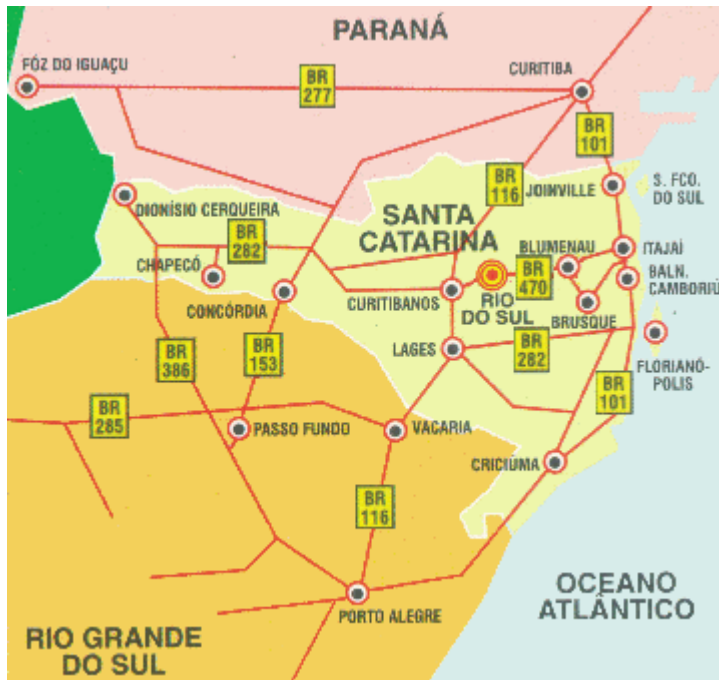 PARANÁ
FÓZ DO IGUAÇU
CURITIBA
BR
277
BR
101
BR
116
JOINVILLE
S. FCO.
DO SUL
DIONÍSIO CERQUEIRA
SANTA
CATARINA
BR
282
CHAPECÓ
BLUMENAU
ITAJAÍ
BR
470
BALN.
CAMBORIÚ
CURITIBANOS
RIO
DO SUL
BRUSQUE
CONCÓRDIA
BR
386
BR
153
LAGES
BR
282
FLORIANÓ-
POLIS
BR
101
BR
285
PASSO FUNDO
VACARIA
CRICIÚMA
BR
116
PORTO ALEGRE
OCEANO
ATLÂNTICO
RIO GRANDE
DO SUL